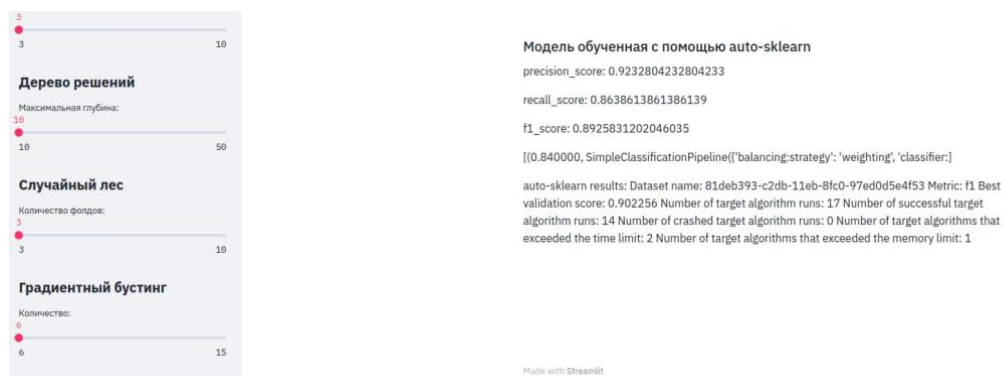 3
3 10
Дерево решений
Максимальная глубина:
10
10 50
Случайный лес
Количество фолдов:
3
3 10
Градиентный бустинг
Количество:
6
6 15
Модель обученная с помощью auto-sklearn
precision_score: 0.9232804232804233
recall_score: 0.8638613861386139
f1_score: 0.8925831202046035
[(0.840000, SimpleClassificationPipeline({'balancing:strategy': 'weighting', 'classifier:]
auto-sklearn results: Dataset name: 81deb393-c2db-11eb-8fc0-97ed0d5e4f53 Metric: f1 Best
validation score: 0.902256 Number of target algorithm runs: 17 Number of successful target
algorithm runs: 14 Number of crashed target algorithm runs: 0 Number of target algorithms that
exceeded the time limit: 2 Number of target algorithms that exceeded the memory limit: 1
Made with Streamlit